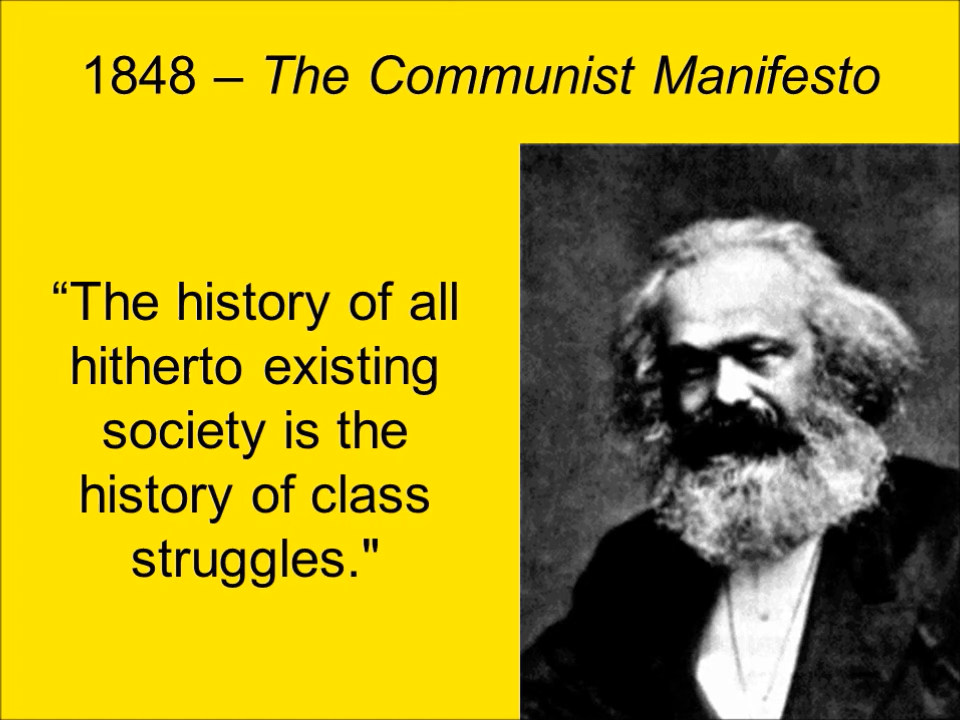 1848 – The Communist Manifesto
“The history of all
hitherto existing
society is the
history of class
struggles."